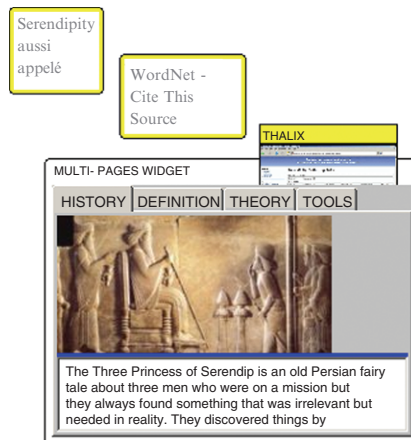 Serendipity
aussi
appelé
WordNet -
Cite This
Source
THALIX
MULTI- PAGES WIDGET
HISTORY DEFINITION THEORY TOOLS
The Three Princess of Serendip is an old Persian fairy
tale about three men who were on a mission but
they always found something that was irrelevant but
needed in reality. They discovered things by